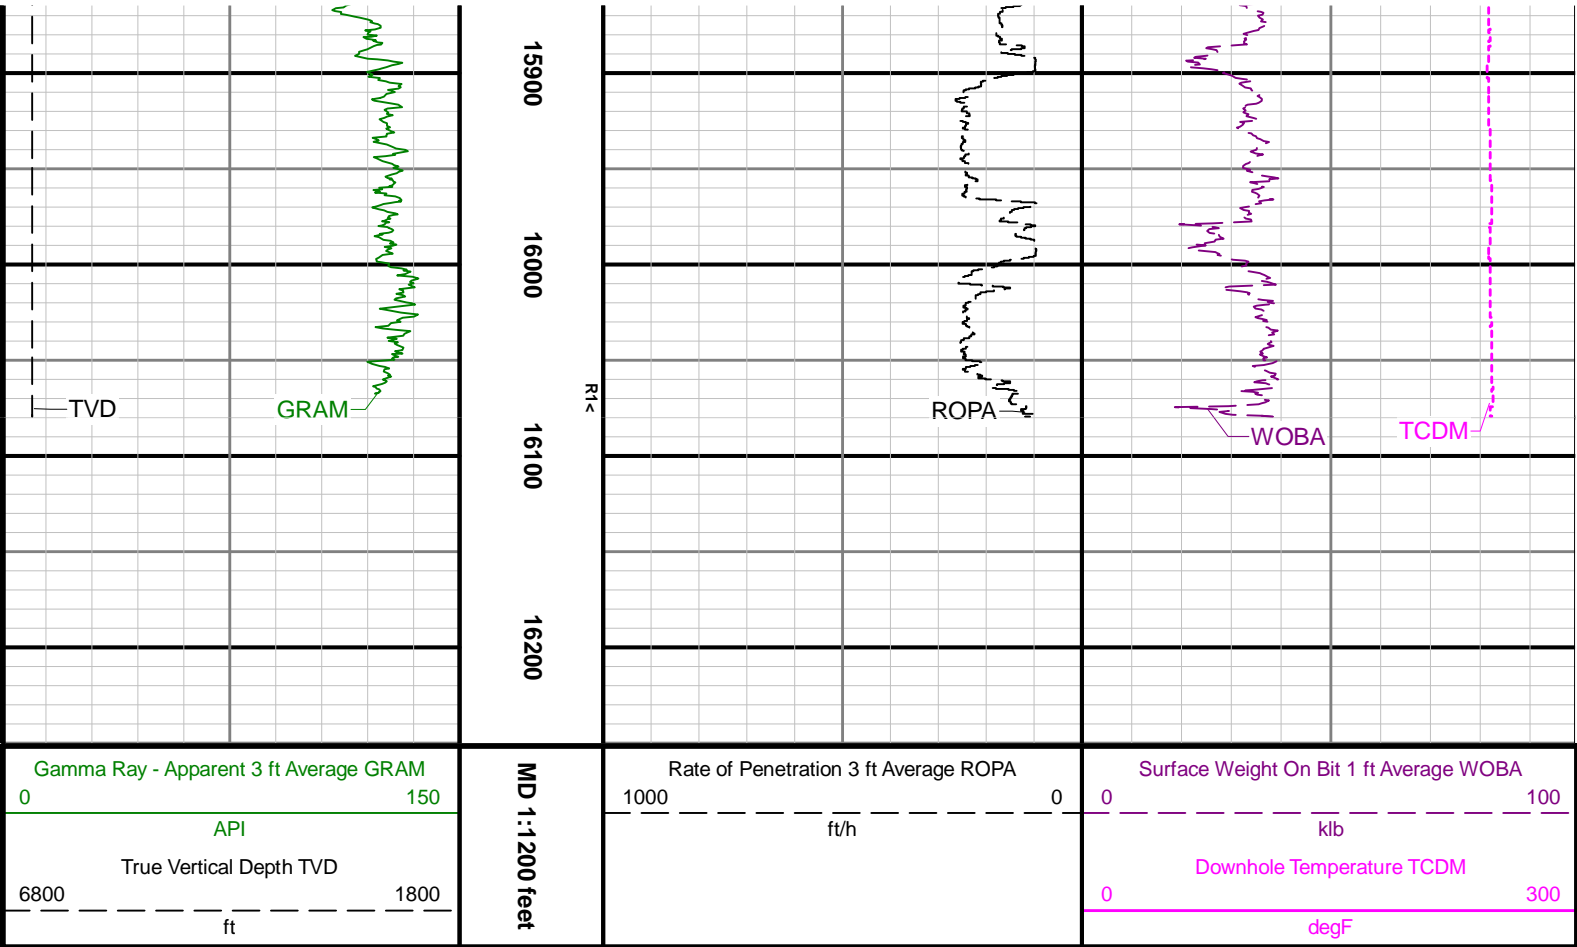 15900
16000
R1<
TVD
GRAM
ROPA
WOBA
TCDM
16100
16200
Gamma Ray - Apparent 3 ft Average GRAM
0 150
API
True Vertical Depth TVD
6800 1800
ft
MD 1:1200 feet
Rate of Penetration 3 ft Average ROPA
1000 0
ft/h
Surface Weight On Bit 1 ft Average WOBA
0 100
klb
Downhole Temperature TCDM
0 300
degF